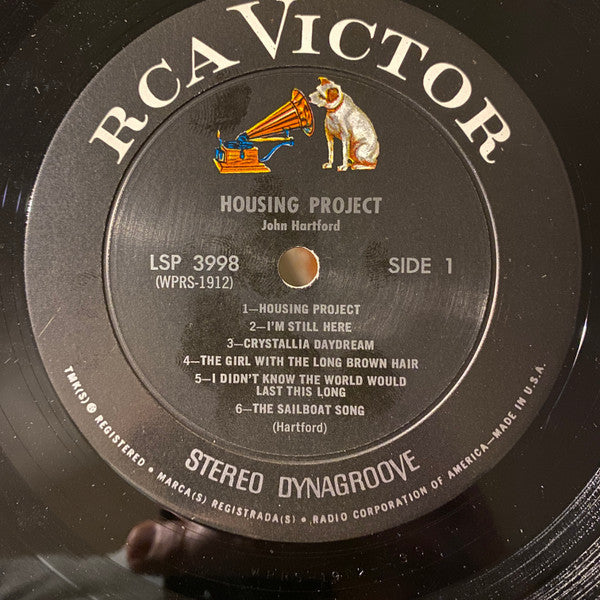 RCA VICTOR
HOUSING PROJECT
John Hartford
LSP 3998
(WPRS-1912)
SIDE 1
1—HOUSING PROJECT
2—I'M STILL HERE
3—CRYSTALLIA DAYDREAM
4—THE GIRL WITH THE LONG BROWN HAIR
5—I DIDN'T KNOW THE WORLD WOULD
LAST THIS LONG
6—THE SAILBOAT SONG
(Hartford)
STEREO DYNAGROOVE
TMK(S) ® REGISTERED • MARCA(S) REGISTRADA(S) • RADIO CORPORATION OF AMERICA—MADE IN U.S.A.